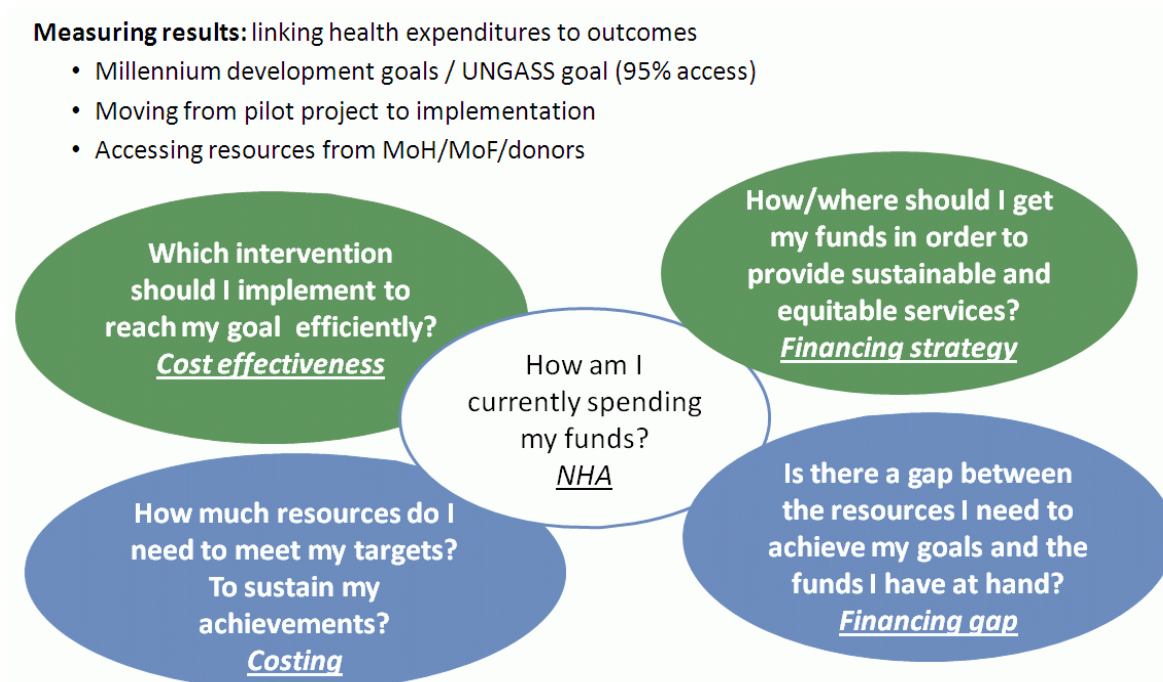 Measuring results: linking health expenditures to outcomes
• Millennium development goals / UNGASS goal (95% access)
• Moving from pilot project to implementation
• Accessing resources from MoH/MoF/donors
Which intervention
should I implement to
reach my goal efficiently?
Cost effectiveness
How/where should I get
my funds in order to
provide sustainable and
equitable services?
Financing strategy
How am I
currently spending
my funds?
NHA
How much resources do I
need to meet my targets?
To sustain my
achievements?
Costing
Is there a gap between
the resources I need to
achieve my goals and the
funds I have at hand?
Financing gap